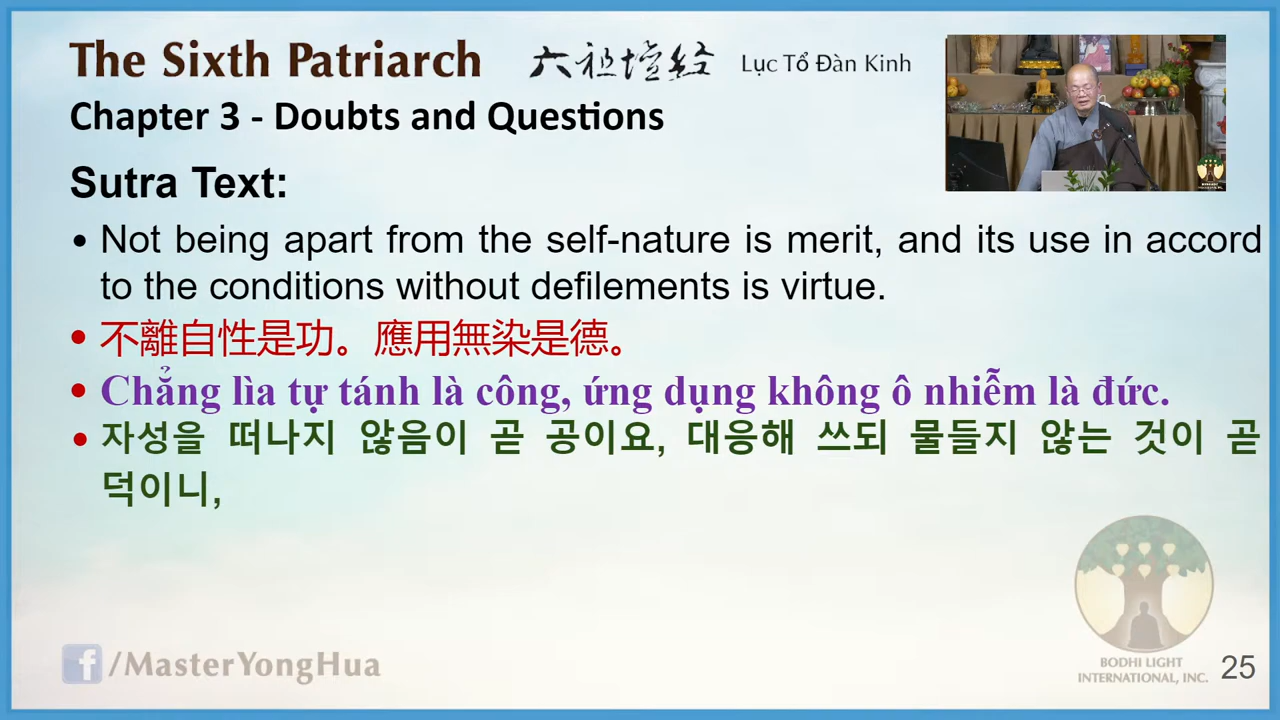 The Sixth Patriarch 六祖壇经 Lục Tổ Đàn Kinh
Chapter 3 - Doubts and Questions
Sutra Text:
• Not being apart from the self-nature is merit, and its use in accord
to the conditions without defilements is virtue.
• 不離自性是功。應用無染是德。
• Chẳng lìa tự tánh là công, ứng dụng không ô nhiễm là đức.
• 자성을 떠나지 않음이 곧 공이요, 대응해 쓰되 물들지 않는 것이 곧
덕이니,
f/MasterYongHua
BODHI LIGHT
INTERNATIONAL, INC.
25